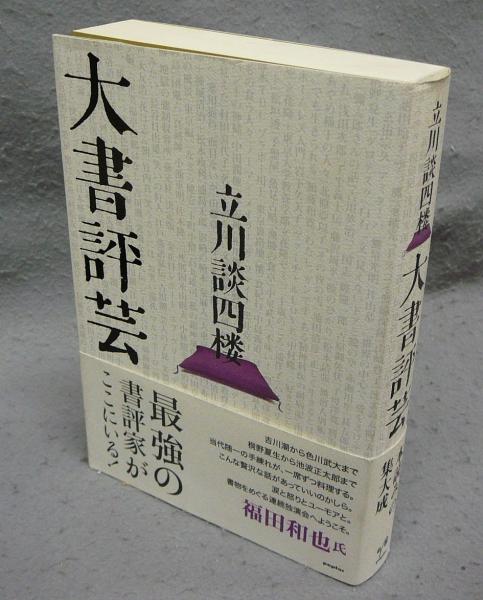 大書評芸
立川談四楼
最強の
書評家が
ここにいる!
吉川潮から色川武大まで
桐野夏生から池波正太郎まで
当代随一の手練れが、一席ずつ料理する。
こんな贅沢な話があっていいのかしら。
涙と怒りとユーモアと。
書物をめぐる連続独演会へようこそ。
福田和也氏
poplar
立川談四楼
大書評芸
集大成